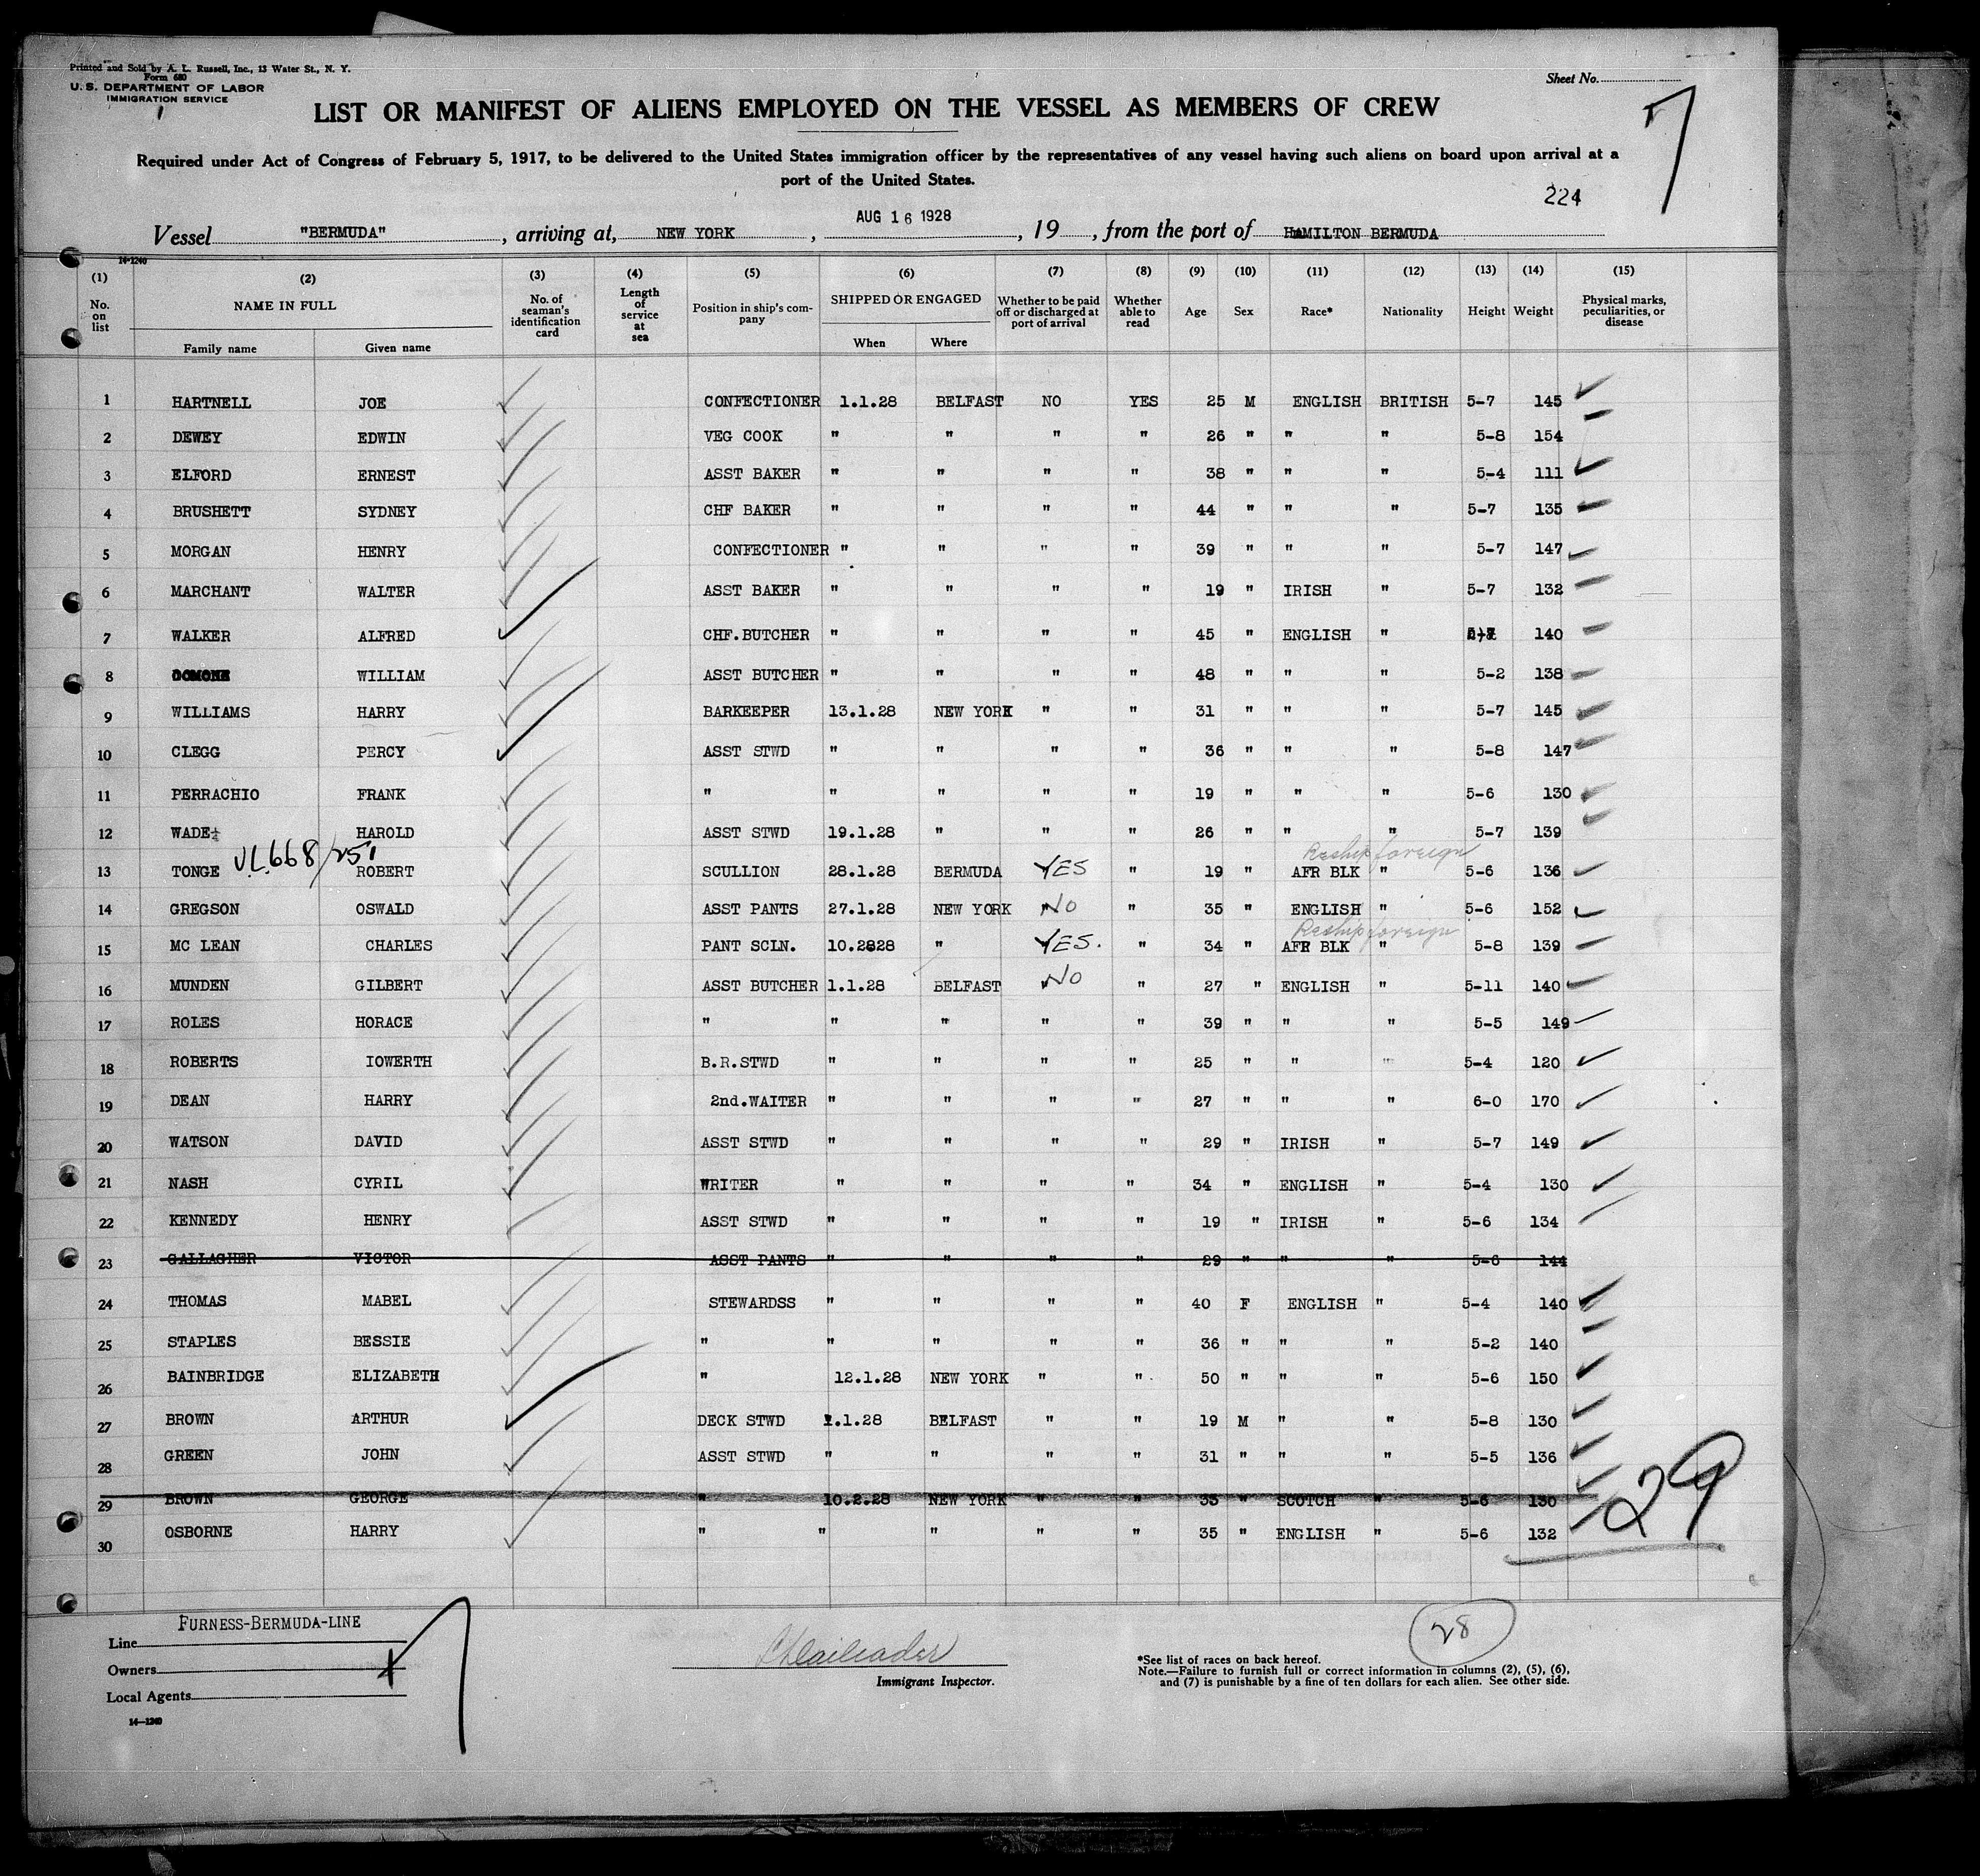 Printed and Sold by A. L. Russell, Inc., 13 Water St., N. Y.
Form 680
U. S. DEPARTMENT OF LABOR
IMMIGRATION SERVICE
Sheet No.
7
LIST OR MANIFEST OF ALIENS EMPLOYED ON THE VESSEL AS MEMBERS OF CREW
Required under Act of Congress of February 5, 1917, to be delivered to the United States immigration officer by the representatives of any vessel having such aliens on board upon arrival at a
port of the United States.
224
Vessel "BERMUDA", arriving at, NEW YORK, AUG 16 1928, 19, from the port of HAMILTON BERMUDA
14-1240
(1) (2) (3) (4) (5) (6) (7) (8) (9) (10) (11) (12) (13) (14) (15)
No. on list NAME IN FULL Family name Given name No. of seaman's identification card Length of service at sea Position in ship's company SHIPPED OR ENGAGED When Where Whether to be paid off or discharged at port of arrival Whether able to read Age Sex Race* Nationality Height Weight Physical marks, peculiarities, or disease
1 HARTNELL JOE CONFECTIONER 1.1.28 BELFAST NO YES 25 M ENGLISH BRITISH 5-7 145
2 DEWEY EDWIN VEG COOK " " " " 26 " " " 5-8 154
3 ELFORD ERNEST ASST BAKER " " " " 38 " " " 5-4 111
4 BRUSHETT SYDNEY CHF BAKER " " " " 44 " " " 5-7 135
5 MORGAN HENRY CONFECTIONER " " " " 39 " " " 5-7 147
6 MARCHANT WALTER ASST BAKER " " " " 19 " IRISH " 5-7 132
7 WALKER ALFRED CHF.BUTCHER " " " " 45 " ENGLISH " 140
8 WILLIAM ASST BUTCHER " " " " 48 " " " 5-2 138
9 WILLIAMS HARRY BARKEEPER 13.1.28 NEW YORK " " 31 " " " 5-7 145
10 CLEGG PERCY ASST STWD " " " " 36 " " " 5-8 147
11 PERRACHIO FRANK " " " " " 19 " " " 5-6 130
12 WADE HAROLD ASST STWD 19.1.28 " " " 26 " " " 5-7 139
V.L.668/251 Reship foreign
13 TONGE ROBERT SCULLION 28.1.28 BERMUDA YES " 19 " AFR BLK " 5-6 136
14 GREGSON OSWALD ASST PANTS 27.1.28 NEW YORK NO " 35 " ENGLISH " 5-6 152
Reship foreign
15 MC LEAN CHARLES PANT SCLN. 10.2828 " YES. " 34 " AFR BLK " 5-8 139
16 MUNDEN GILBERT ASST BUTCHER 1.1.28 BELFAST NO " 27 " ENGLISH " 5-11 140
17 ROLES HORACE " " " " " 39 " " " 5-5 149
18 ROBERTS IOWERTH B.R.STWD " " " " 25 " " " 5-4 120
19 DEAN HARRY 2nd.WAITER " " " " 27 " " " 6-0 170
20 WATSON DAVID ASST STWD " " " " 29 " IRISH " 5-7 149
21 NASH CYRIL WRITER " " " " 34 " ENGLISH " 5-4 130
22 KENNEDY HENRY ASST STWD " " " " 19 " IRISH " 5-6 134
23 GALLAGHER VICTOR ASST PANTS " " " " 29 " " " 5-6 144
24 THOMAS MABEL STEWARDSS " " " " 40 F ENGLISH " 5-4 140
25 STAPLES BESSIE " " " " " 36 " " " 5-2 140
26 BAINBRIDGE ELIZABETH " 12.1.28 NEW YORK " " 50 " " " 5-6 150
27 BROWN ARTHUR DECK STWD 1.1.28 BELFAST " " 19 M " " 5-8 130
28 GREEN JOHN ASST STWD " " " " 31 " " " 5-5 136
29 BROWN GEORGE " 10.2.28 NEW YORK " " 35 " SCOTCH " 5-6 130
30 OSBORNE HARRY " " " " " 35 " ENGLISH " 5-6 132
29
Line FURNESS-BERMUDA-LINE
Owners
Local Agents
14—1240
Immigrant Inspector.
28
*See list of races on back hereof.
Note.—Failure to furnish full or correct information in columns (2), (5), (6),
and (7) is punishable by a fine of ten dollars for each alien. See other side.